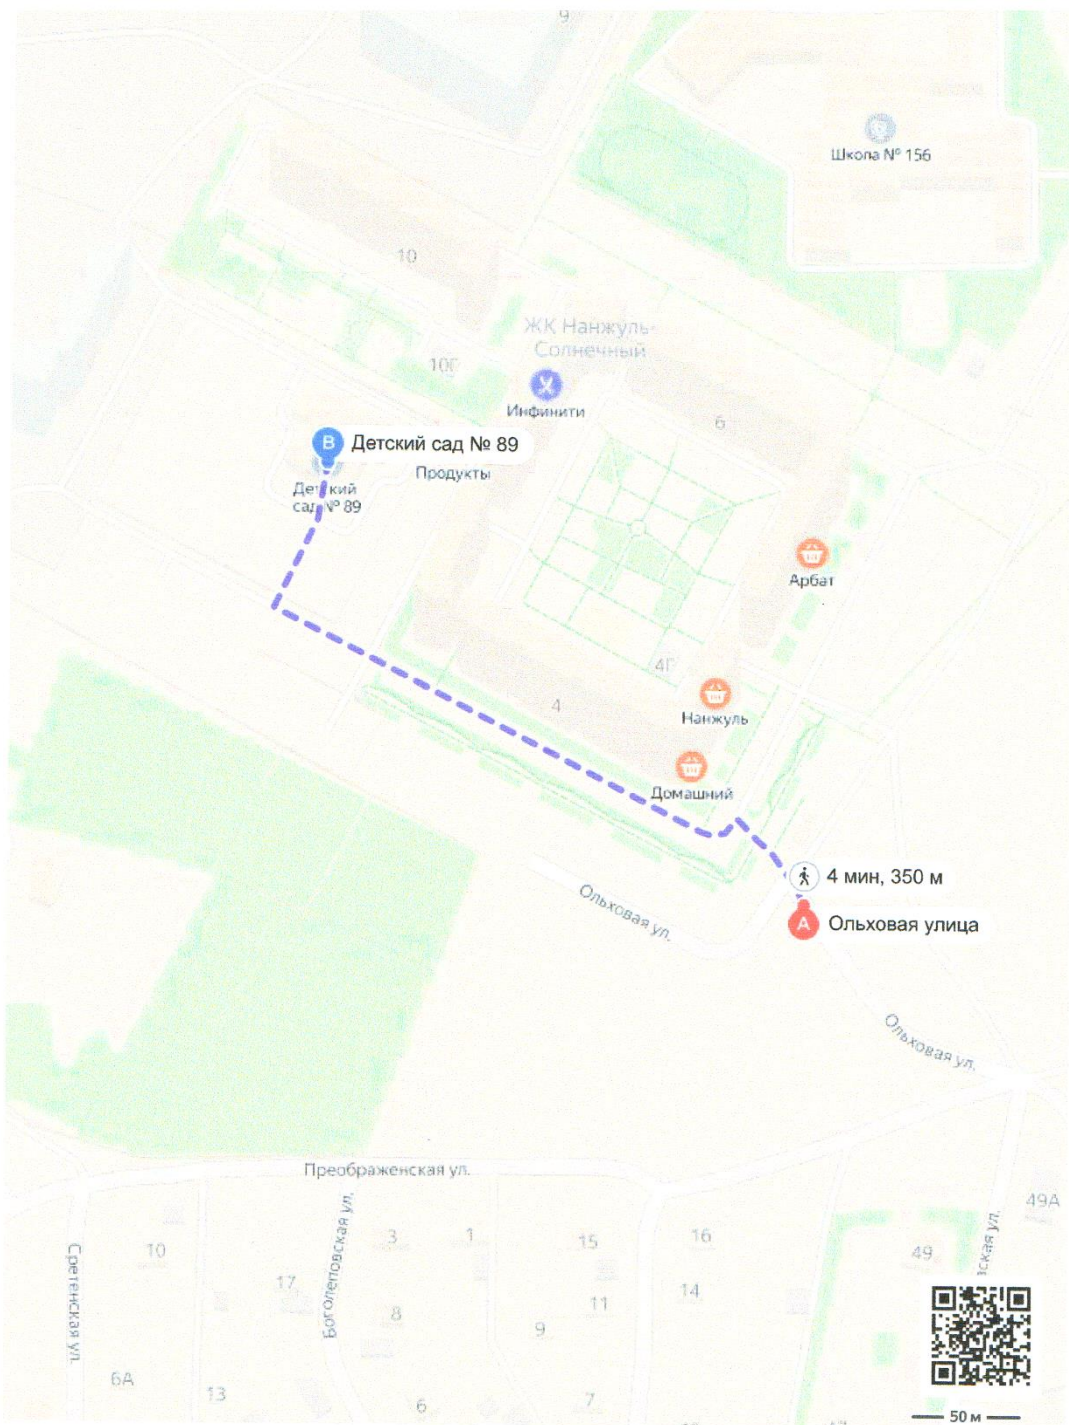 9
Школа № 156
10
ЖК Нанжуль-
Солнечный
Инфинити
6
В
Детский сад № 89
Продукты
Детский
сад № 89
Арбат
4Г
Нанжуль
4
Домашний
4 мин, 350 м
А
Ольховая улица
Ольховая ул.
Ольховая ул.
Преображенская ул.
Сретенская ул.
Боголеповская ул.
49А
10
3
1
15
16
49
17
8
11
14
9
6А
13
6
7
50 м